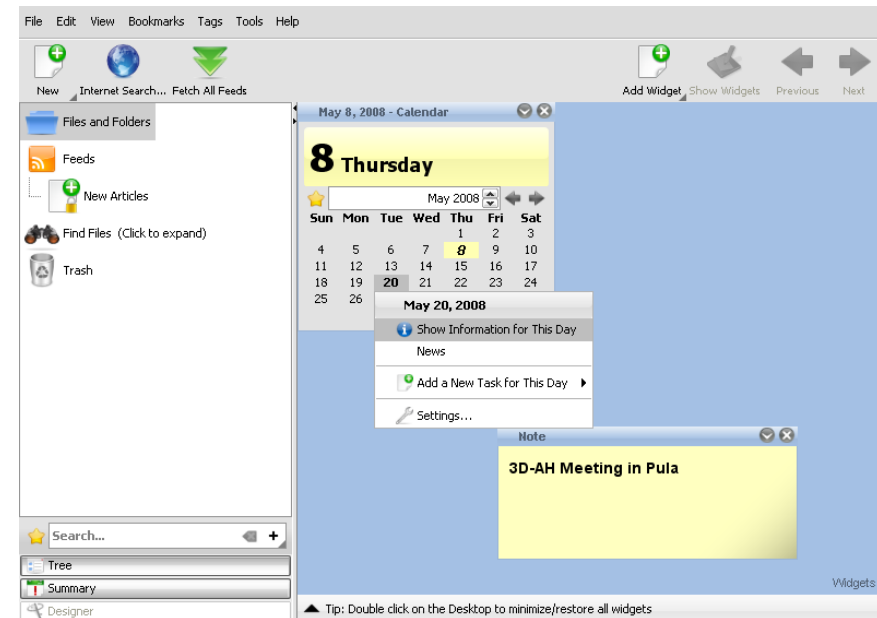 File Edit View Bookmarks Tags Tools Help
New Internet Search... Fetch All Feeds Add Widget Show Widgets Previous Next
Files and Folders
Feeds
New Articles
Find Files (Click to expand)
Trash
May 8, 2008 - Calendar
8 Thursday
May 2008
Sun Mon Tue Wed Thu Fri Sat
1 2 3
4 5 6 7 8 9 10
11 12 13 14 15 16 17
18 19 20 21 22 23 24
25 26
May 20, 2008
Show Information for This Day
News
Add a New Task for This Day
Settings...
Note
3D-AH Meeting in Pula
Search...
Tree
Summary
Designer
Widgets
Tip: Double click on the Desktop to minimize/restore all widgets